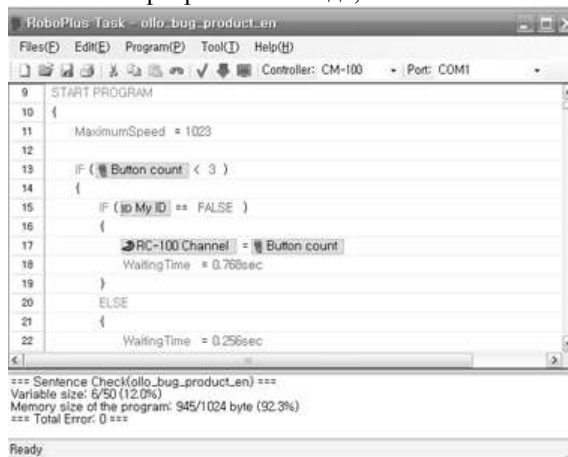 RoboPlus Task - ollo_bug_product_en
Files(F) Edit(E) Program(P) Tool(T) Help(H)
Controller: CM-100 Port: COM1
9 START PROGRAM
10 {
11 MaximumSpeed = 1023
12
13 IF ( Button count < 3 )
14 {
15 IF ( ID My ID == FALSE )
16 {
17 RC-100 Channel = Button count
18 WaitingTime = 0.768sec
19 }
20 ELSE
21 {
22 WaitingTime = 0.256sec
=== Sentence Check(ollo_bug_product_en) ===
Variable size: 6/50 (12.0%)
Memory size of the program: 945/1024 byte (92.3%)
=== Total Error: 0 ===
Ready